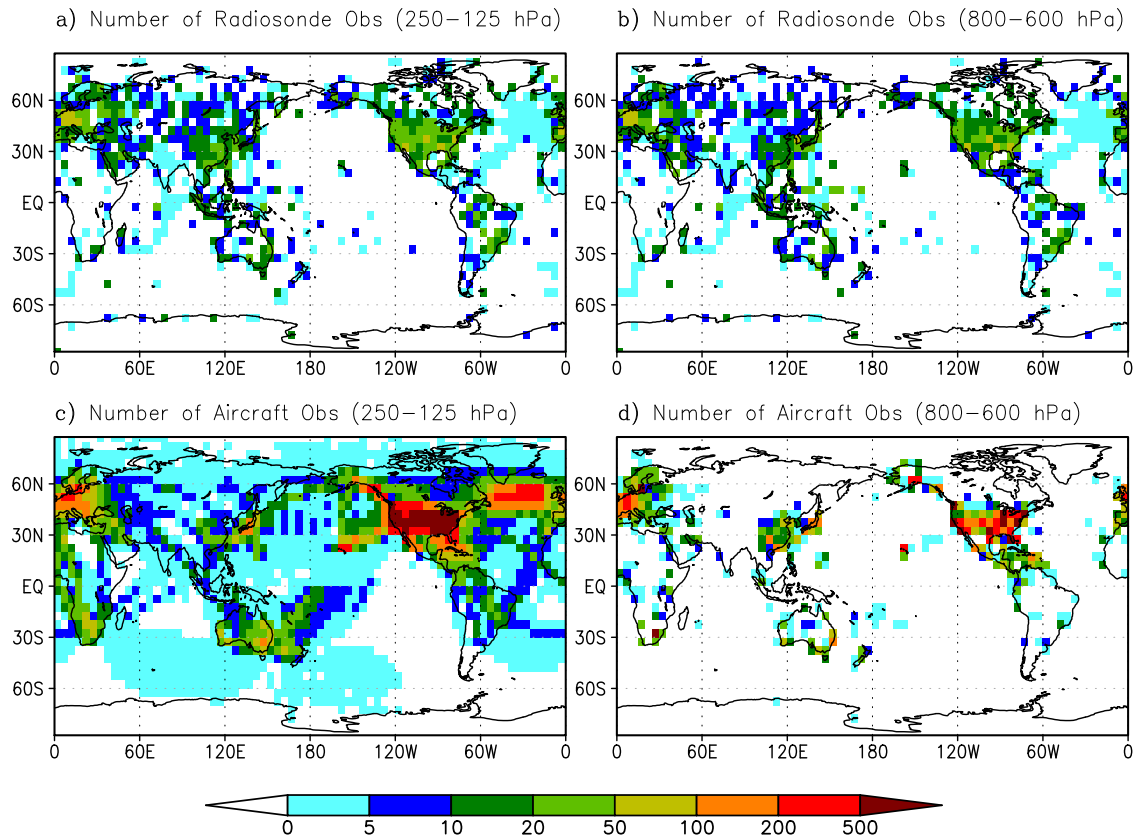 a) Number of Radiosonde Obs (250−125 hPa)
b) Number of Radiosonde Obs (800−600 hPa)
60N
30N
EQ
30S
60S
0 60E 120E 180 120W 60W 0
60N
30N
EQ
30S
60S
0 60E 120E 180 120W 60W 0
c) Number of Aircraft Obs (250−125 hPa)
d) Number of Aircraft Obs (800−600 hPa)
60N
30N
EQ
30S
60S
0 60E 120E 180 120W 60W 0
60N
30N
EQ
30S
60S
0 60E 120E 180 120W 60W 0
0 5 10 20 50 100 200 500